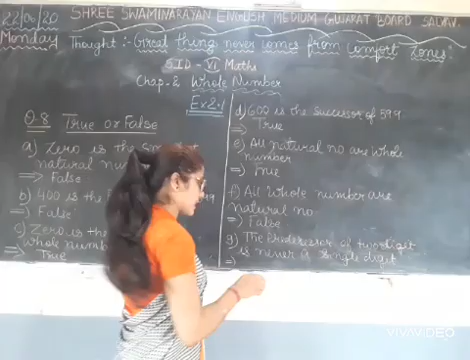 22/06/20
Monday
SHREE SWAMINARAYAN ENGLISH MEDIUM GUJARAT BOARD SADAV.
Thought :- Great thing never comes from comfort zones.
STD - VI Maths
Chap-2 Whole Number
Ex 2.1
Q.8 True or False
a) Zero is the
natural
=> False
b) 400 is the
=> False
c) Zero is the
whole
=> True
d) 600 is the successor of 599
=> True
e) All natural no are whole
number
=> True
f) All whole number are
natural no.
=> False
g) The Predecessor of two digit
is never a single digit
=>
VIVAVIDEO